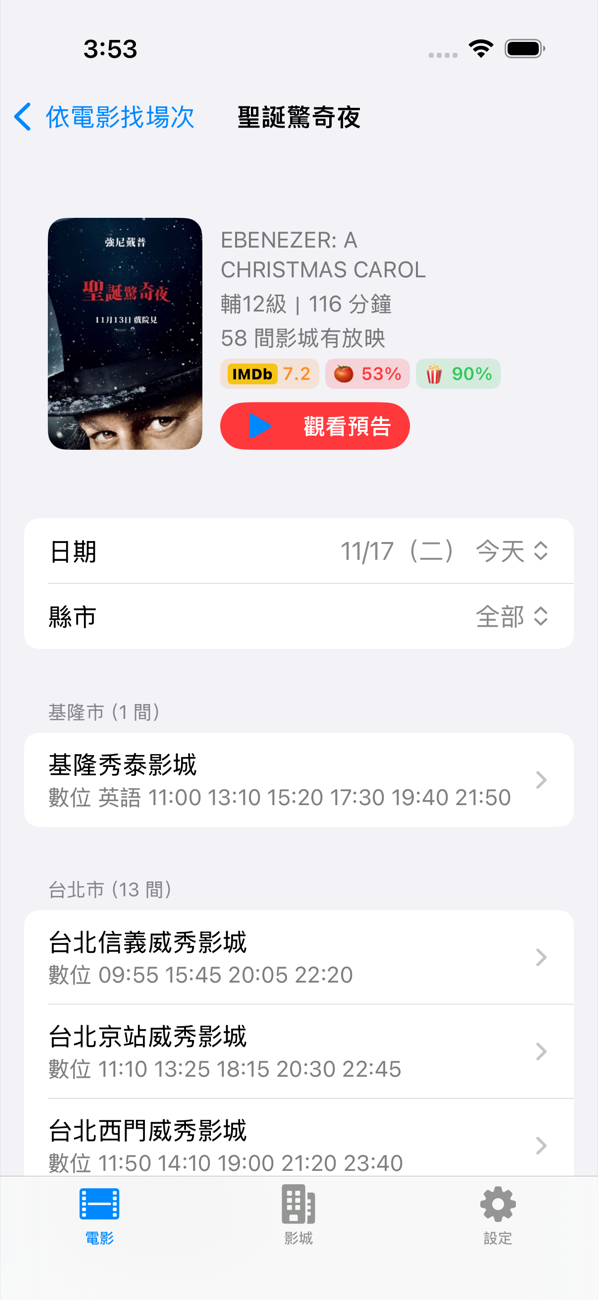 3:53
依電影找場次
聖誕驚奇夜
強尼戴普
聖誕驚奇夜
11月13日 戲院見
EBENEZER: A
CHRISTMAS CAROL
輔12級 | 116 分鐘
58 間影城有放映
IMDb 7.2 53% 90%
觀看預告
日期 11/17（二） 今天
縣市 全部
基隆市 (1 間)
基隆秀泰影城
數位 英語 11:00 13:10 15:20 17:30 19:40 21:50
台北市 (13 間)
台北信義威秀影城
數位 09:55 15:45 20:05 22:20
台北京站威秀影城
數位 11:10 13:25 18:15 20:30 22:45
台北西門威秀影城
數位 11:50 14:10 19:00 21:20 23:40
電影 影城 設定